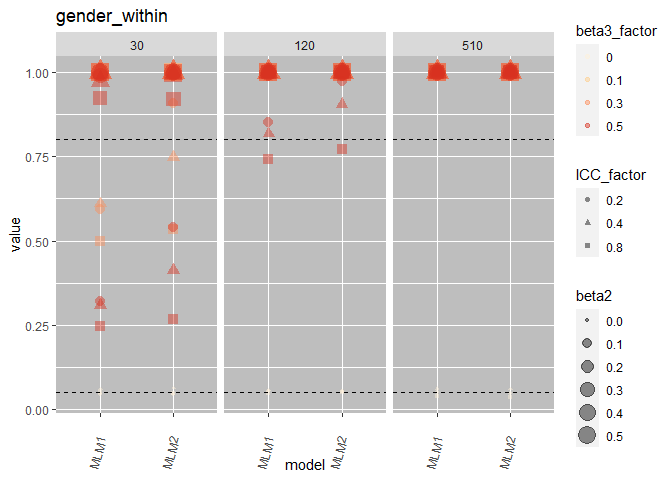 gender_within
30 120 510
1.00
0.75
0.50
0.25
0.00
value
MLM1 MLM2 MLM1 MLM2 MLM1 MLM2
model
beta3_factor
0
0.1
0.3
0.5
ICC_factor
0.2
0.4
0.8
beta2
0.0
0.1
0.2
0.3
0.4
0.5